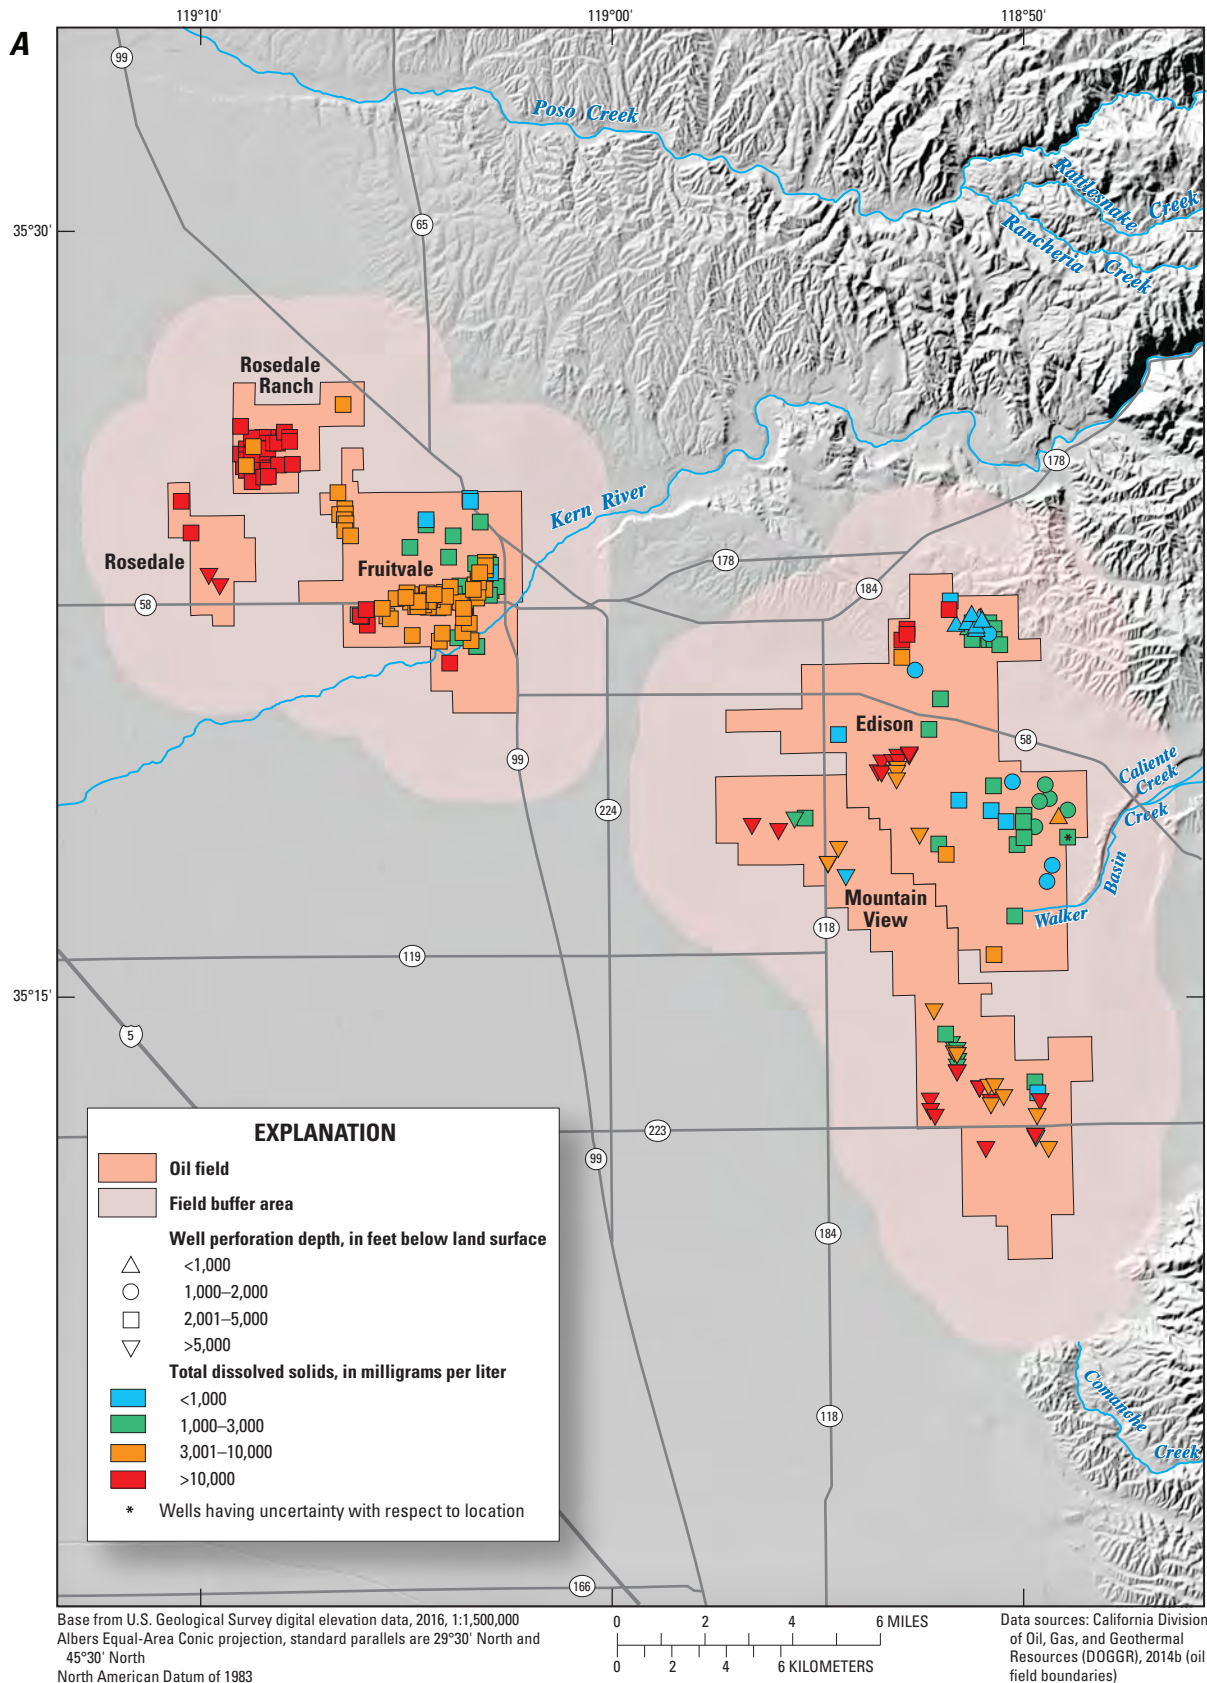 A
119°10'
119°00'
118°50'
99
Poso Creek
Rattlesnake
Creek
Rancheria
Creek
65
35°30'
Rosedale
Ranch
178
Kern River
Rosedale
Fruitvale
178
184
58
Edison
58
Caliente
Creek
Creek
99
224
Basin
Mountain
View
Walker
118
119
35°15'
5
223
99
184
118
166
Comanche
Creek
EXPLANATION
Oil field
Field buffer area
Well perforation depth, in feet below land surface
<1,000
1,000–2,000
2,001–5,000
>5,000
Total dissolved solids, in milligrams per liter
<1,000
1,000–3,000
3,001–10,000
>10,000
* Wells having uncertainty with respect to location
Base from U.S. Geological Survey digital elevation data, 2016, 1:1,500,000
Albers Equal-Area Conic projection, standard parallels are 29°30' North and
45°30' North
North American Datum of 1983
0 2 4 6 MILES
0 2 4 6 KILOMETERS
Data sources: California Division
of Oil, Gas, and Geothermal
Resources (DOGGR), 2014b (oil
field boundaries)